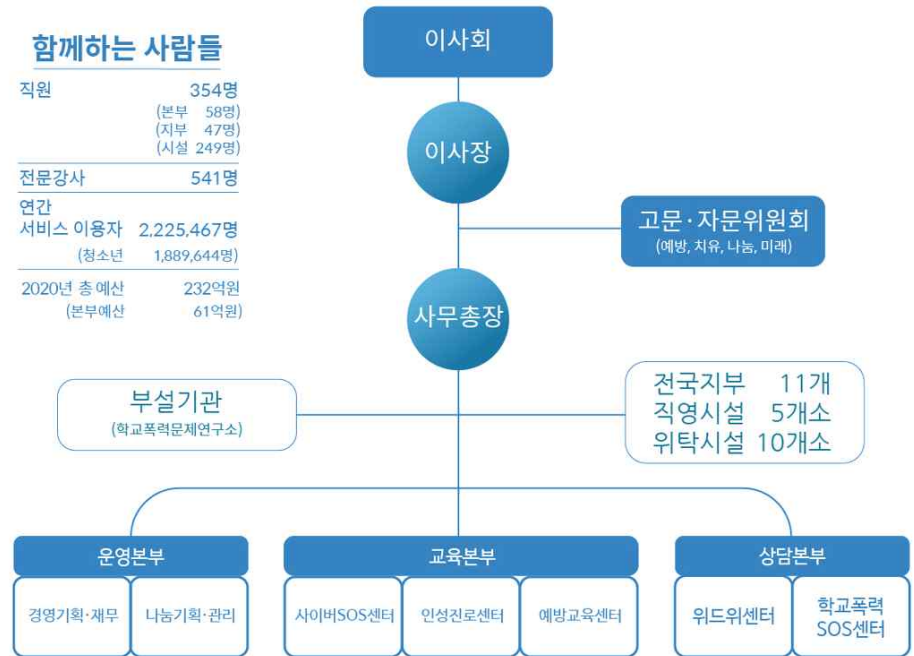 함께하는 사람들
직원 354명
(본부 58명)
(지부 47명)
(시설 249명)
전문강사 541명
연간
서비스 이용자 2,225,467명
(청소년 1,889,644명)
2020년 총 예산 232억원
(본부예산 61억원)
이사회
이사장
고문·자문위원회
(예방, 치유, 나눔, 미래)
사무총장
부설기관
(학교폭력문제연구소)
전국지부 11개
직영시설 5개소
위탁시설 10개소
운영본부
경영기획·재무
나눔기획·관리
교육본부
사이버SOS센터
인성진로센터
예방교육센터
상담본부
위드위센터
학교폭력
SOS센터